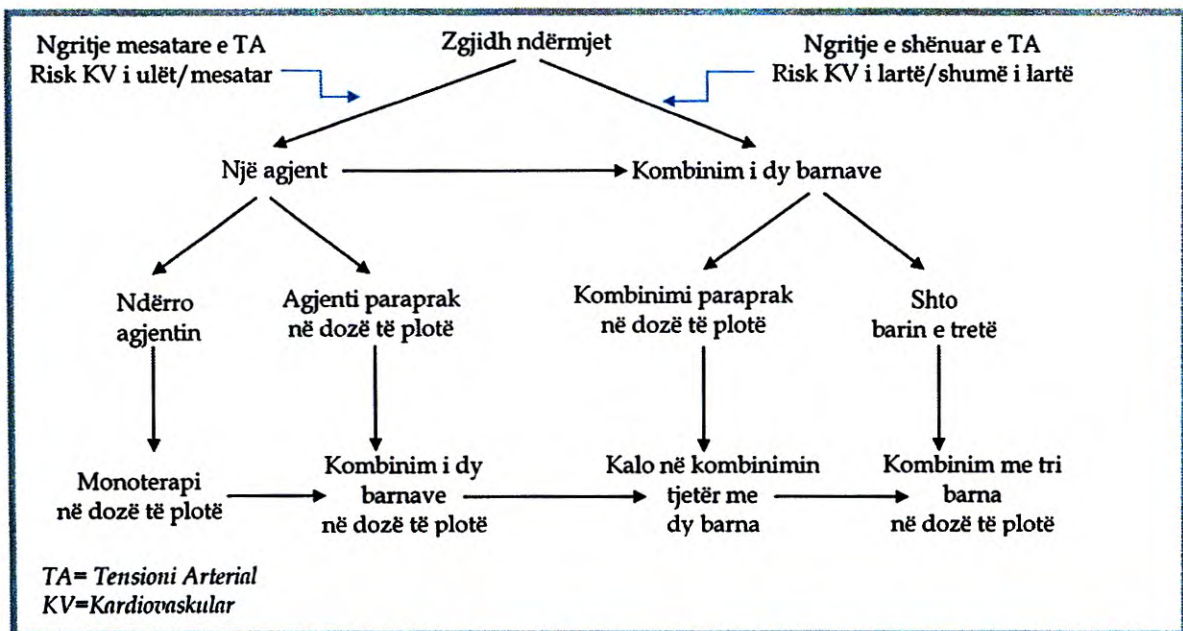 Ngritje mesatare e TA
Risk KV i ulët/mesatar
Zgjidh ndërmjet
Ngritje e shënuar e TA
Risk KV i lartë/shumë i lartë
Një agjent
Kombinim i dy barnave
Ndërro
agjentin
Agjenti paraprak
në dozë të plotë
Kombinimi paraprak
në dozë të plotë
Shto
barin e tretë
Monoterapi
në dozë të plotë
Kombinim i dy
barnave
në dozë të plotë
Kalo në kombinimin
tjetër me
dy barna
Kombinim me tri
barna
në dozë të plotë
TA= Tensioni Arterial
KV=Kardiovaskular